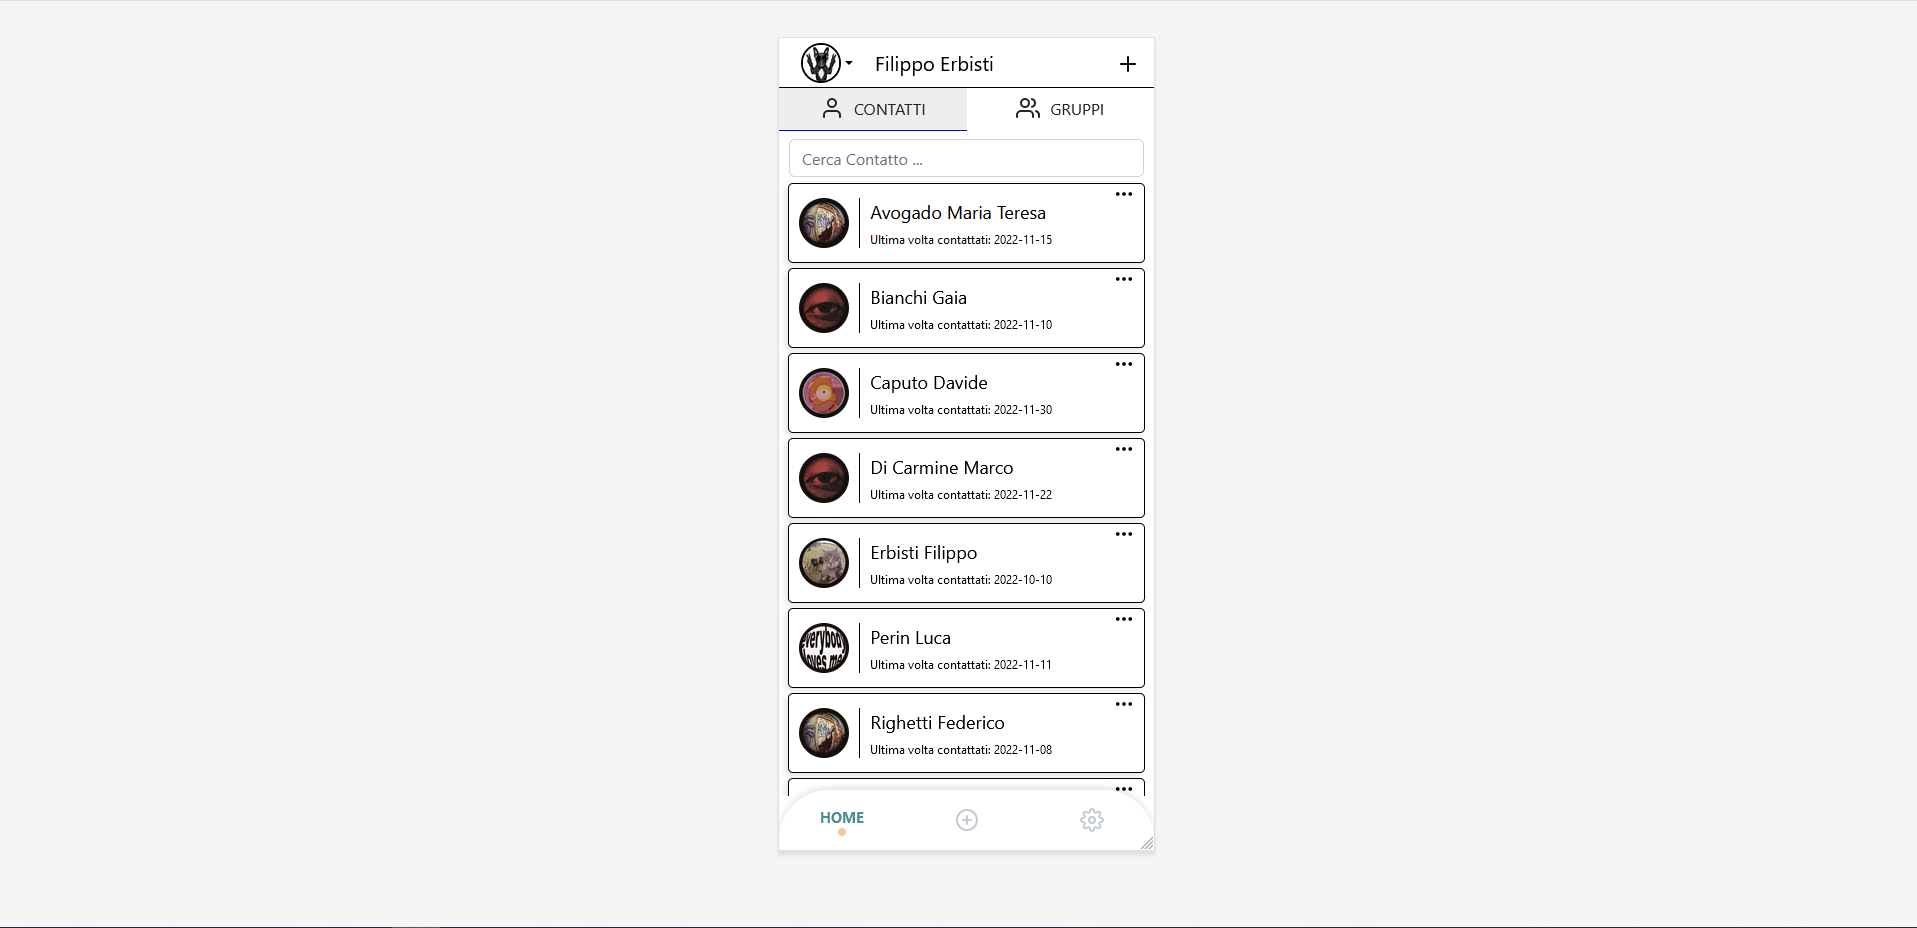 Filippo Erbisti
CONTATTI
GRUPPI
Cerca Contatto ...
Avogado Maria Teresa
Ultima volta contattati: 2022-11-15
Bianchi Gaia
Ultima volta contattati: 2022-11-10
Caputo Davide
Ultima volta contattati: 2022-11-30
Di Carmine Marco
Ultima volta contattati: 2022-11-22
Erbisti Filippo
Ultima volta contattati: 2022-10-10
everybody
loves me
Perin Luca
Ultima volta contattati: 2022-11-11
Righetti Federico
Ultima volta contattati: 2022-11-08
HOME